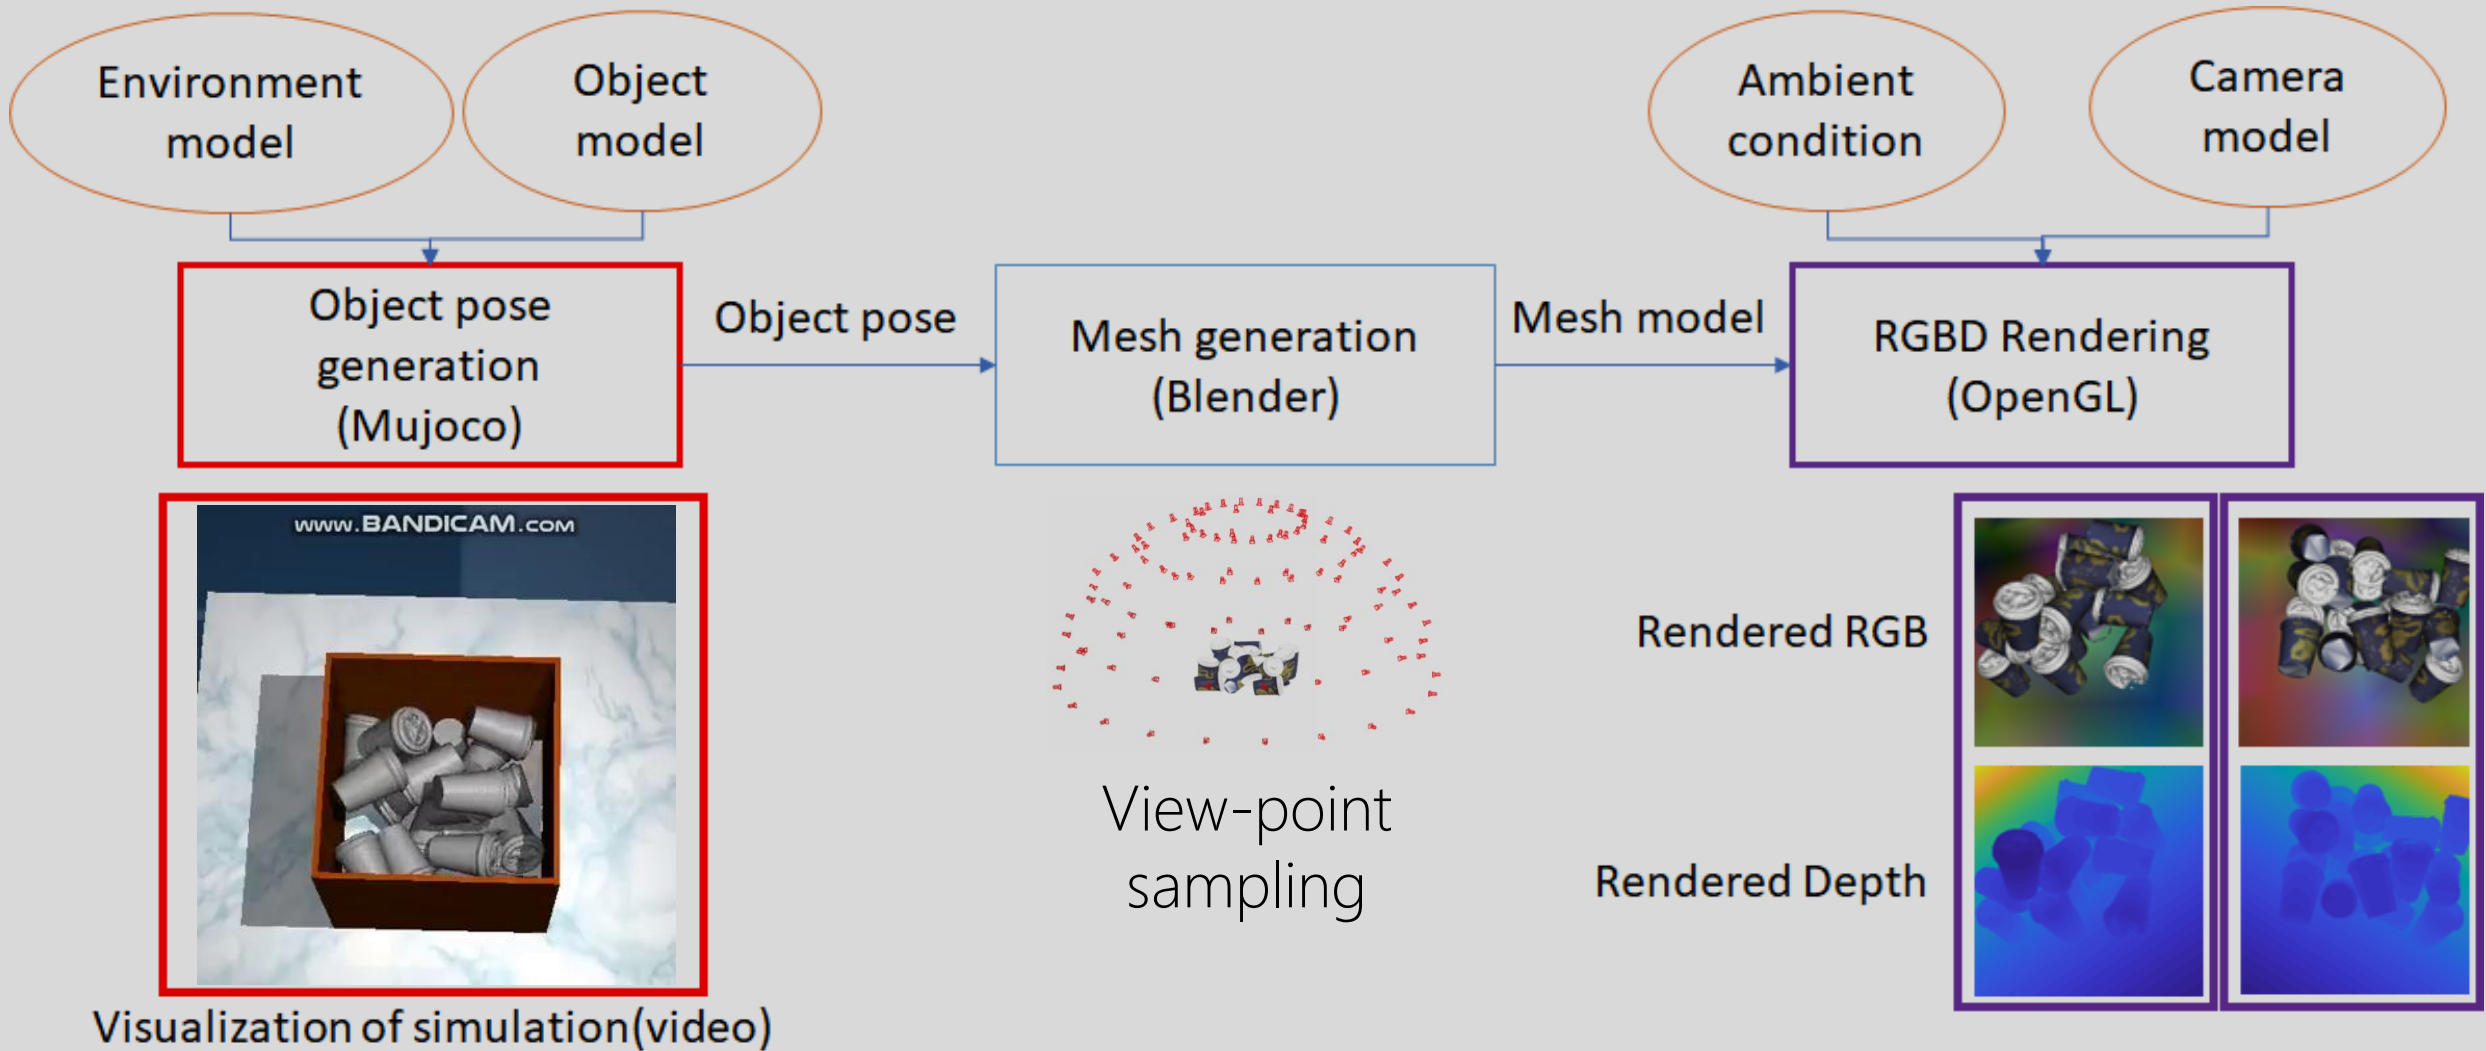 Environment
model
Object
model
Ambient
condition
Camera
model
Object pose
generation
(Mujoco)
Object pose
Mesh generation
(Blender)
Mesh model
RGBD Rendering
(OpenGL)
www.BANDICAM.com
Visualization of simulation(video)
View-point
sampling
Rendered RGB
Rendered Depth